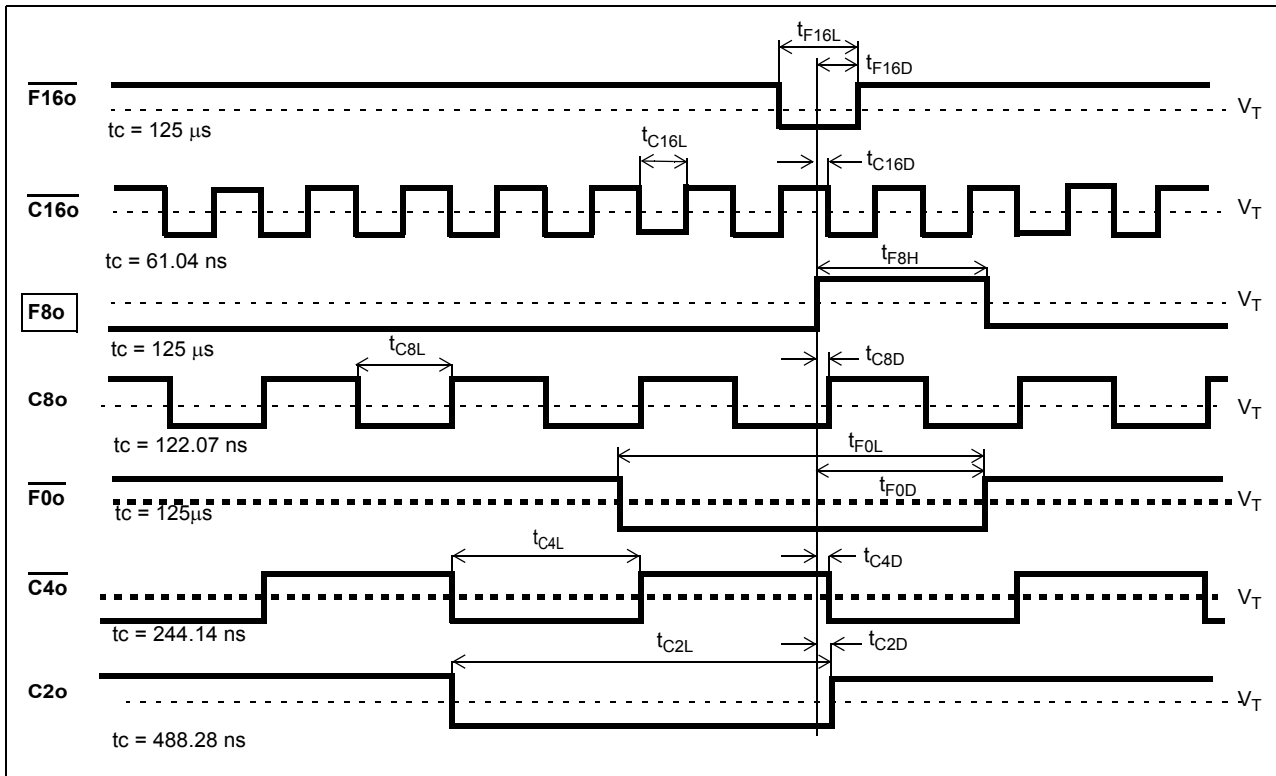 tF16L
tF16D
F16o
VT
tc = 125 μs
tC16L
tC16D
C16o
VT
tc = 61.04 ns
tF8H
F8o
VT
tc = 125 μs
tC8L
tC8D
C8o
VT
tc = 122.07 ns
tF0L
F0o
tF0D
VT
tc = 125μs
tC4L
tC4D
C4o
VT
tc = 244.14 ns
tC2L
tC2D
C2o
VT
tc = 488.28 ns